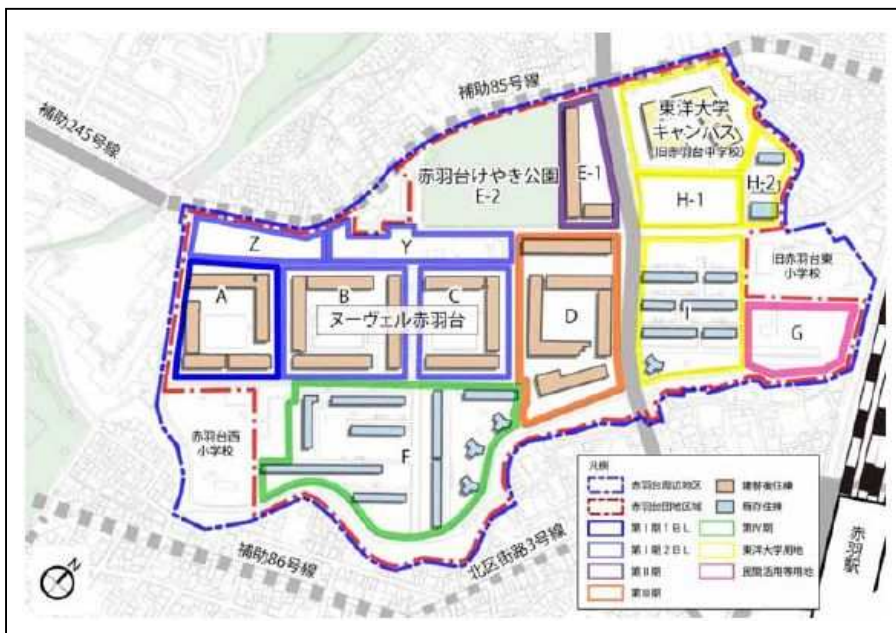 補助85号線
補助245号線
東洋大学
キャンパス
(旧赤羽台中学校)
赤羽台けやき公園
E-2
E-1
H-1
H-2
Z
Y
旧赤羽台東
小学校
A
B
C
ヌーヴェル赤羽台
D
I
G
赤羽台西
小学校
F
補助86号線
北区街路3号線
赤羽駅
凡例
赤羽台周辺地区
建替後住棟
赤羽台団地区域
既存住棟
第Ⅰ期1BL
第Ⅳ期
第Ⅰ期2BL
東洋大学用地
第Ⅱ期
民間活用等用地
第Ⅲ期